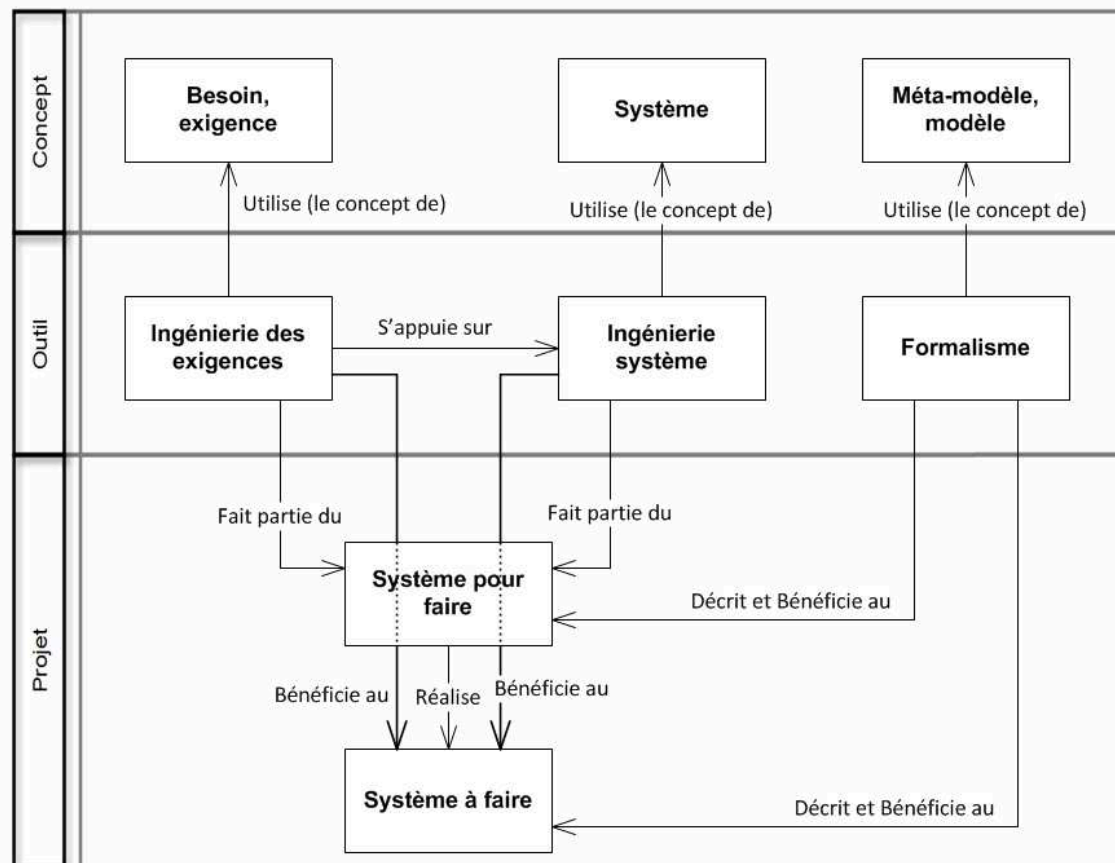 Concept
Besoin,
exigence
Système
Méta-modèle,
modèle
Utilise (le concept de)
Utilise (le concept de)
Utilise (le concept de)
Outil
Ingénierie des
exigences
S’appuie sur
Ingénierie
système
Formalisme
Projet
Fait partie du
Fait partie du
Système pour
faire
Décrit et Bénéficie au
Bénéficie au
Réalise
Bénéficie au
Système à faire
Décrit et Bénéficie au